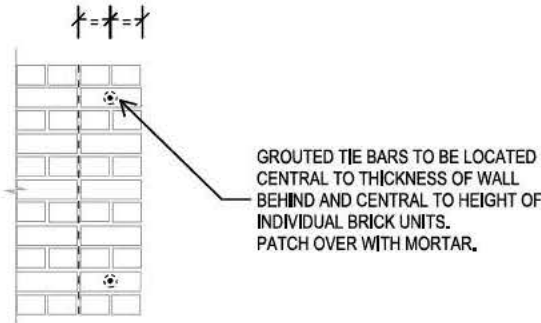 = =
GROUTED TIE BARS TO BE LOCATED
CENTRAL TO THICKNESS OF WALL
BEHIND AND CENTRAL TO HEIGHT OF
INDIVIDUAL BRICK UNITS.
PATCH OVER WITH MORTAR.